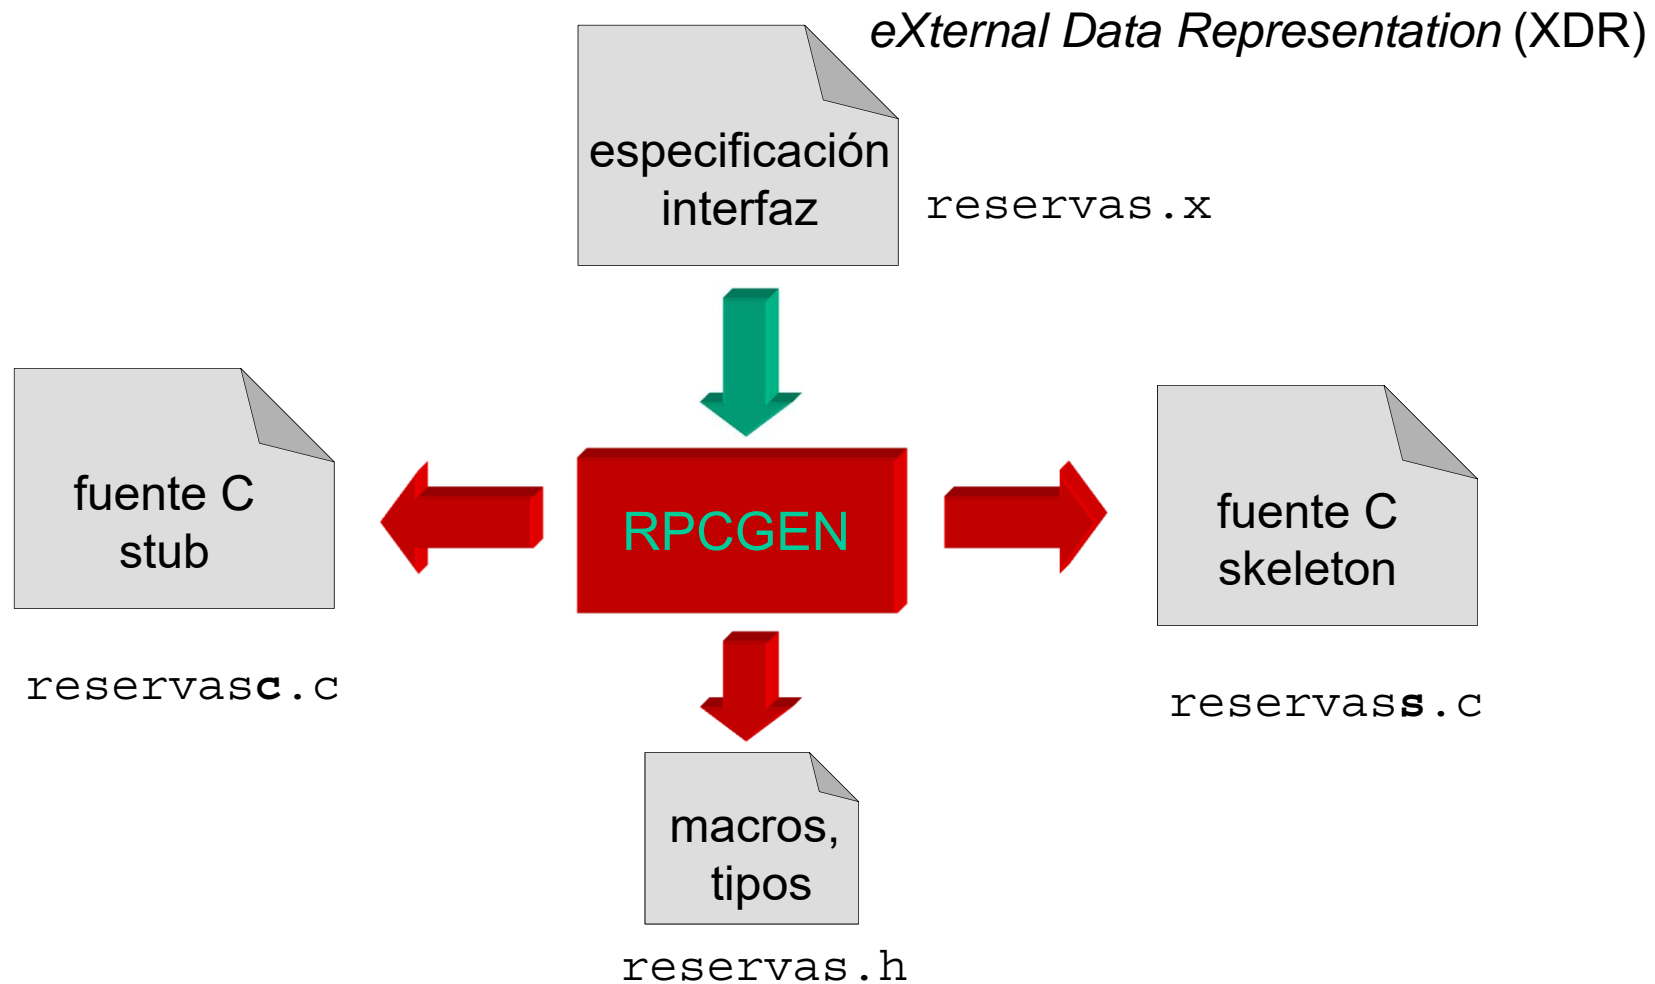 eXternal Data Representation (XDR)
especificación
interfaz
reservas.x
fuente C
stub
RPCGEN
fuente C
skeleton
reservasc.c
reservass.c
macros,
tipos
reservas.h